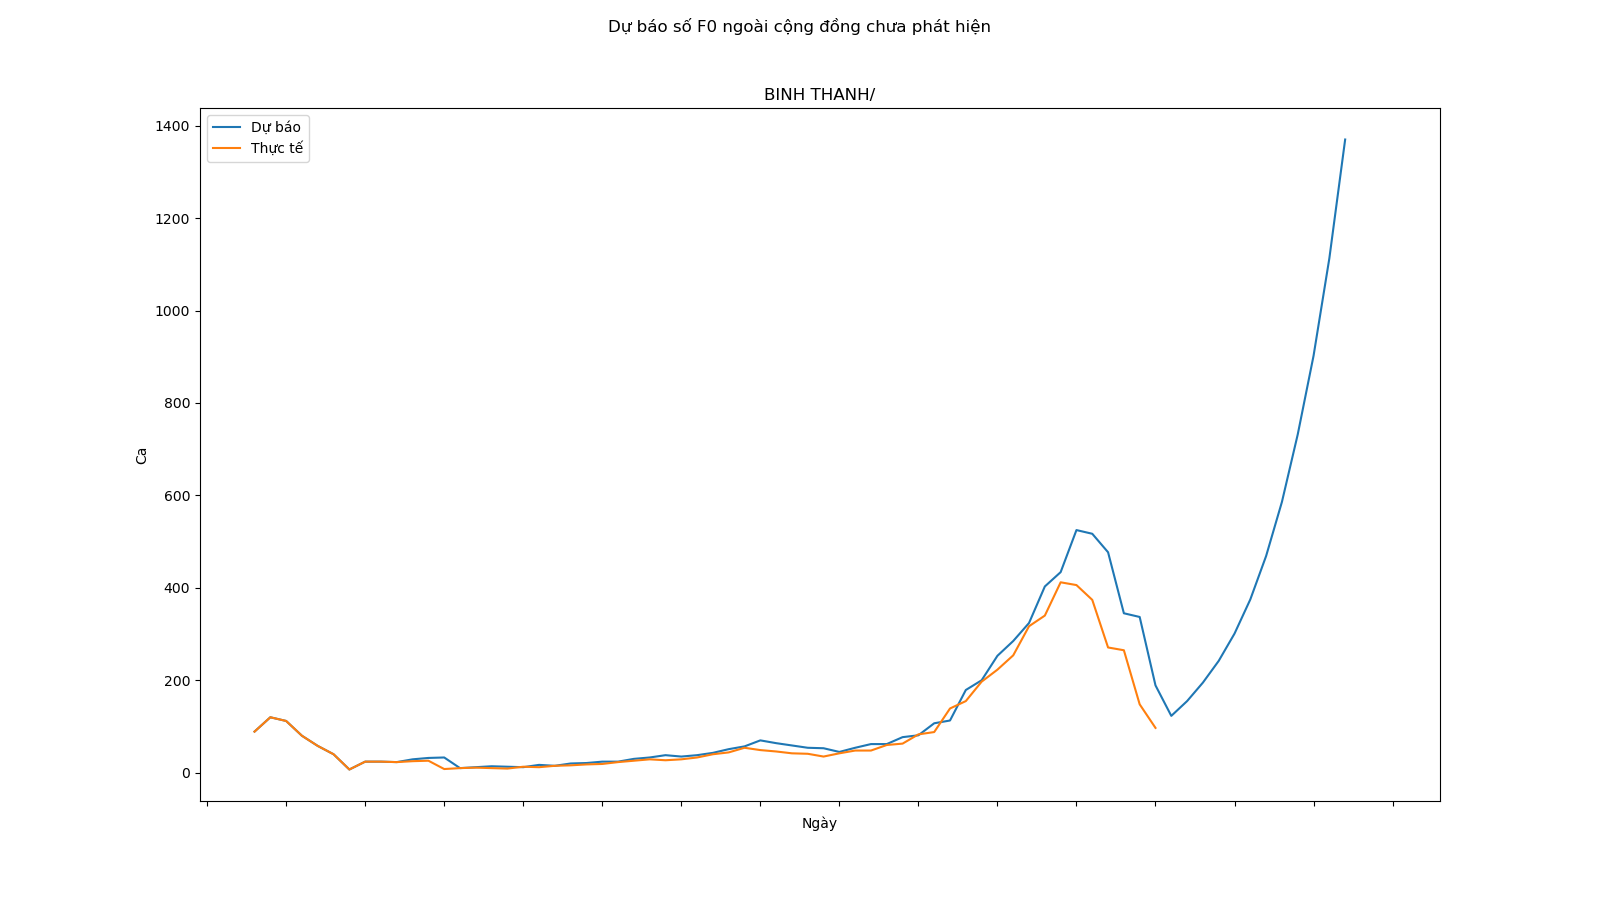 Dự báo số F0 ngoài cộng đồng chưa phát hiện
BINH THANH/
Dự báo
Thực tế
1400
1200
1000
800
600
400
200
0
Ca
Ngày